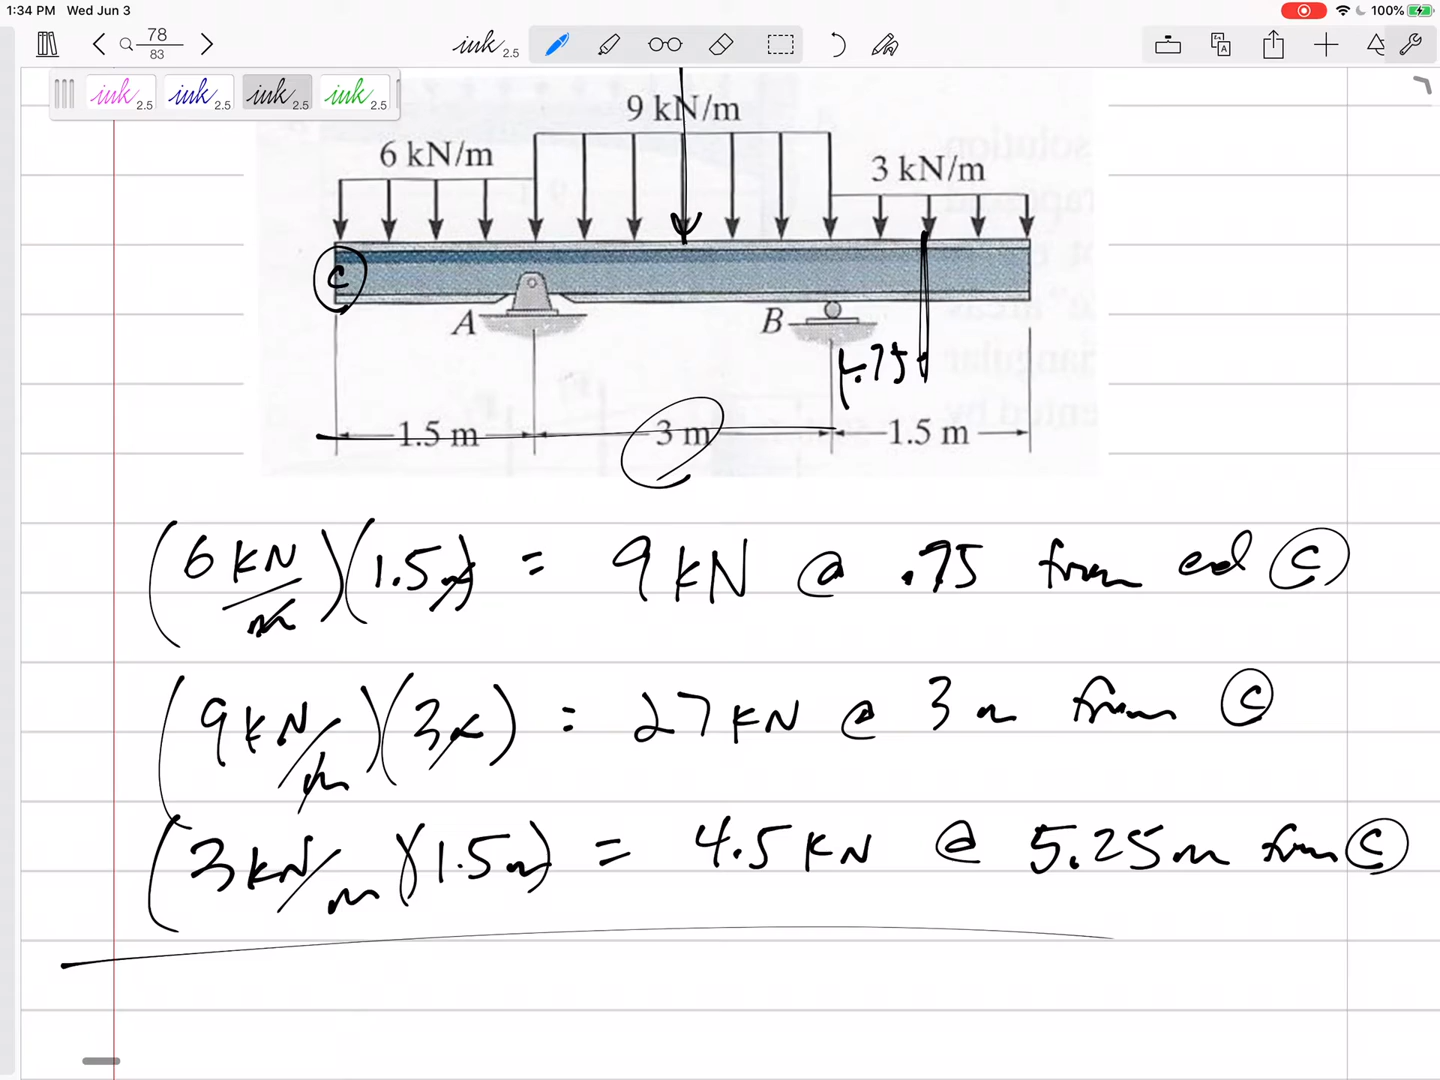 1:34 PM Wed Jun 3
100%
78
83
ink 2.5
ink 2.5 ink 2.5 ink 2.5 ink 2.5
9 kN/m
6 kN/m
3 kN/m
C
A
B
.75
1.5 m
3 m
1.5 m
(6 kN/m)(1.5m) = 9 kN @ .75 from end C
(9 kN/m)(3m) = 27 kN @ 3 m from C
(3 kN/m)(1.5m) = 4.5 kN @ 5.25 m from C